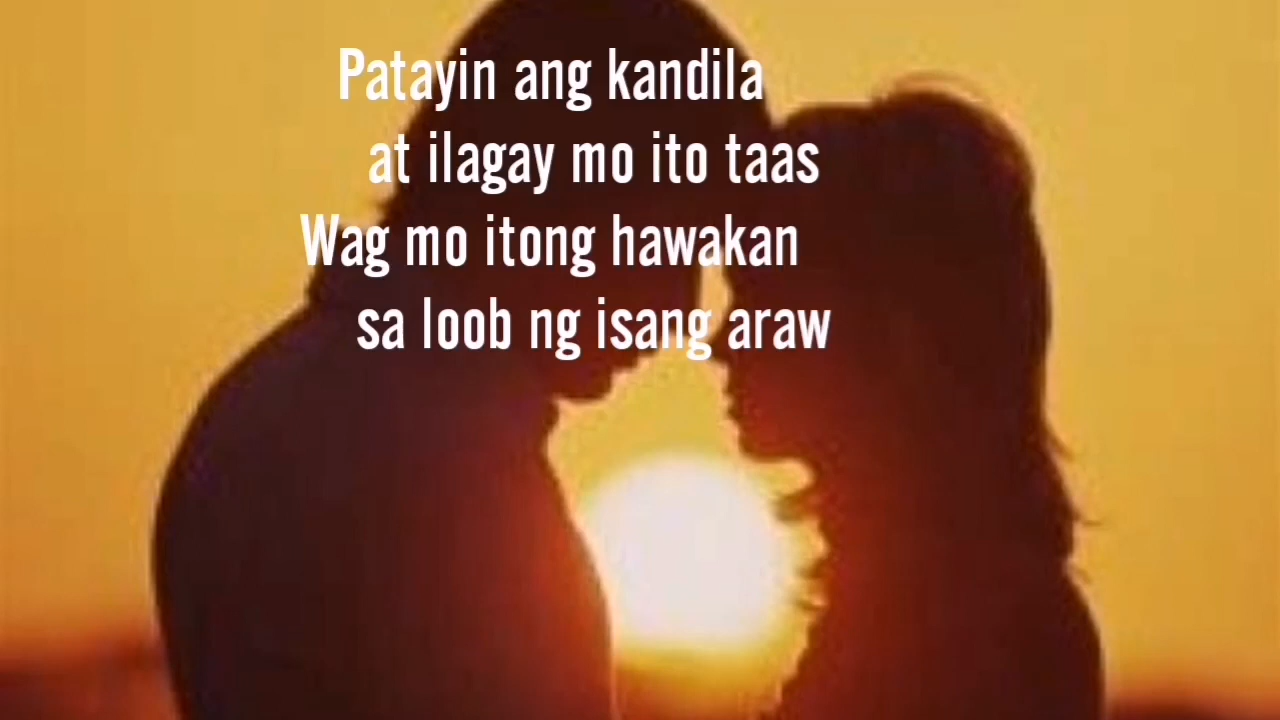 Patayin ang kandila
at ilagay mo ito taas
Wag mo itong hawakan
sa loob ng isang araw